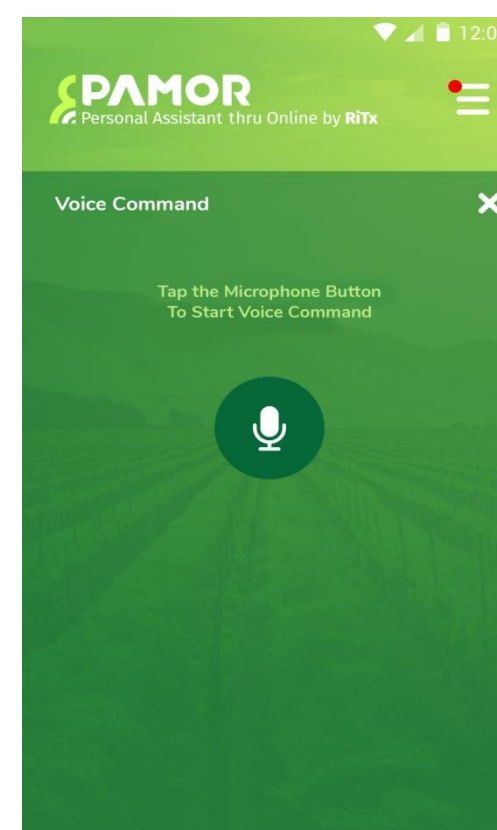 12:0
PAMOR
Personal Assistant thru Online by RiTx
Voice Command
Tap the Microphone Button
To Start Voice Command